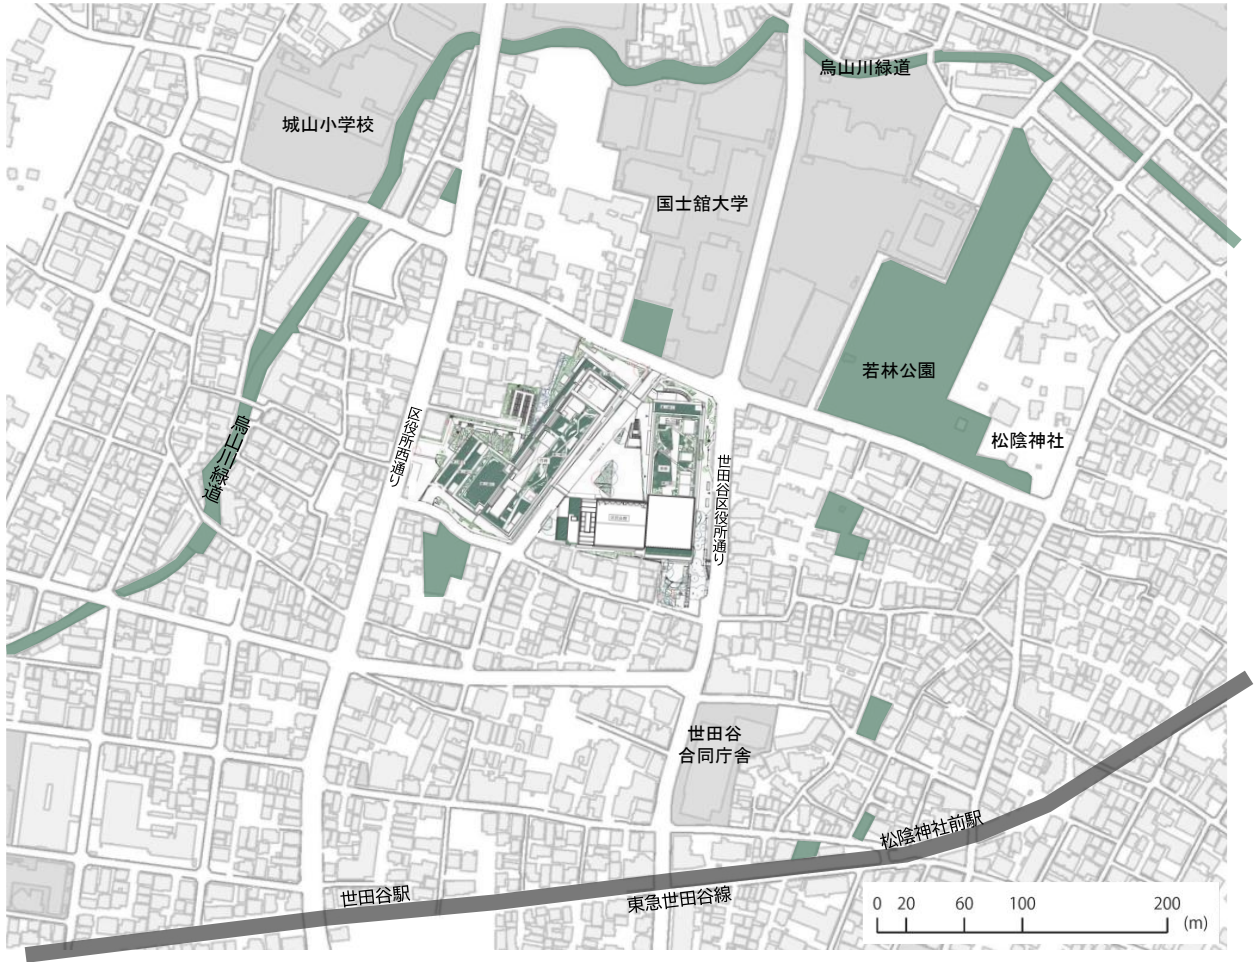 烏山川緑道
城山小学校
国士舘大学
若林公園
区役所西通り
烏山川緑道
松陰神社
世田谷区役所通り
世田谷
合同庁舎
松陰神社前駅
世田谷駅
東急世田谷線
0 20 60 100 200 (m)